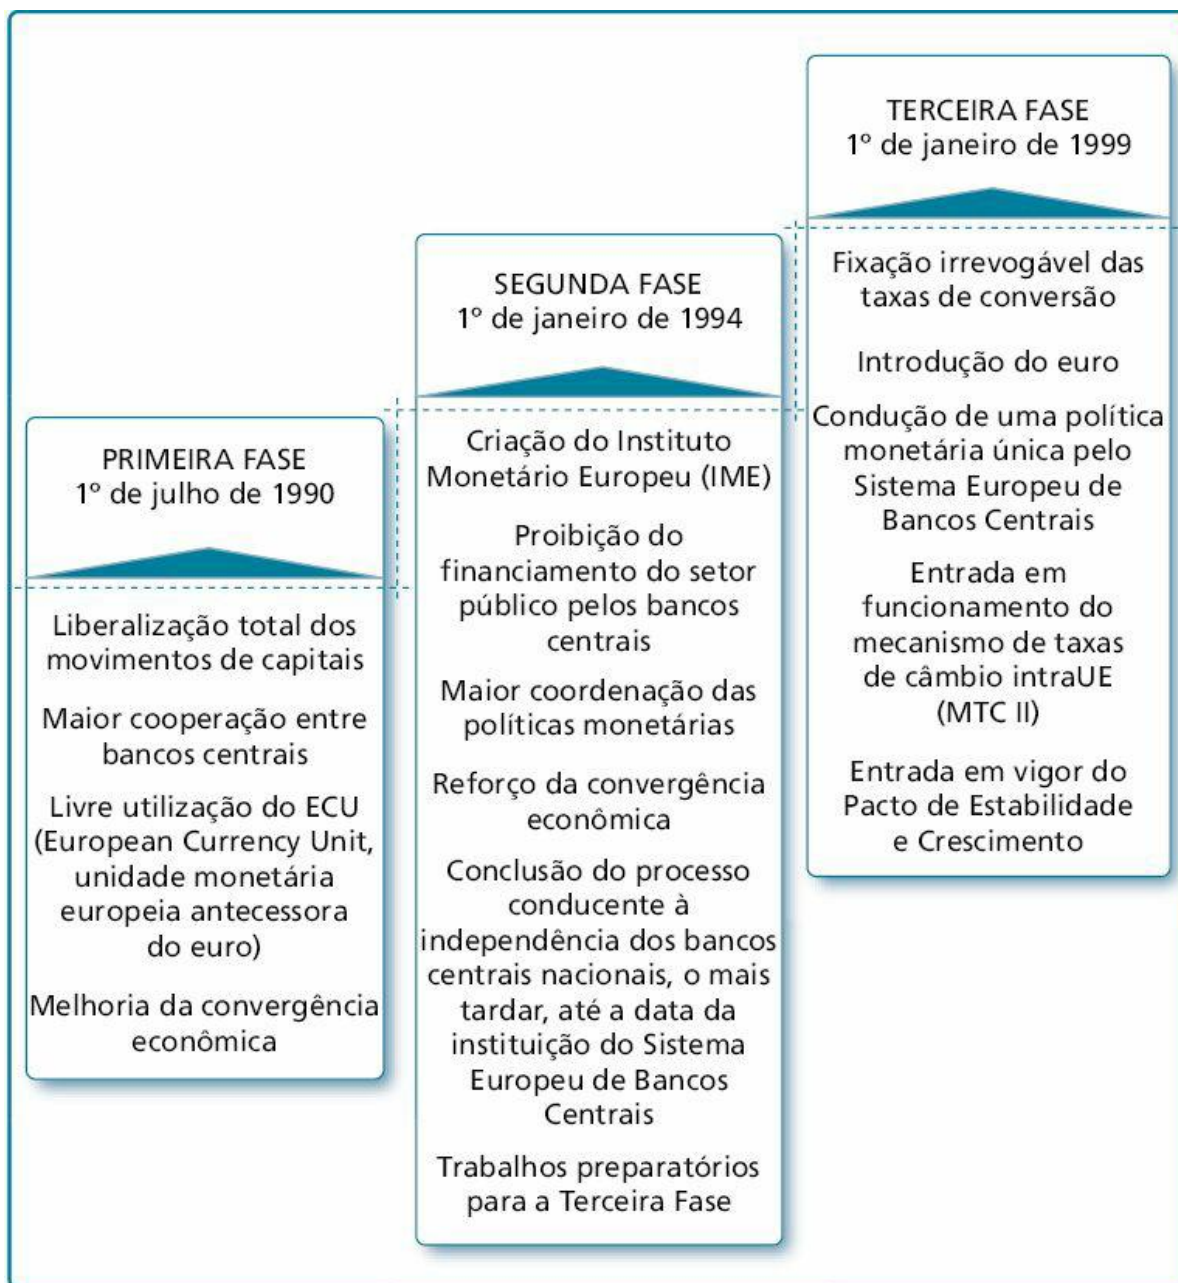 PRIMEIRA FASE
1º de julho de 1990
Liberalização total dos
movimentos de capitais
Maior cooperação entre
bancos centrais
Livre utilização do ECU
(European Currency Unit,
unidade monetária
europeia antecessora
do euro)
Melhoria da convergência
econômica
SEGUNDA FASE
1º de janeiro de 1994
Criação do Instituto
Monetário Europeu (IME)
Proibição do
financiamento do setor
público pelos bancos
centrais
Maior coordenação das
políticas monetárias
Reforço da convergência
econômica
Conclusão do processo
conducente à
independência dos bancos
centrais nacionais, o mais
tardar, até a data da
instituição do Sistema
Europeu de Bancos
Centrais
Trabalhos preparatórios
para a Terceira Fase
TERCEIRA FASE
1º de janeiro de 1999
Fixação irrevogável das
taxas de conversão
Introdução do euro
Condução de uma política
monetária única pelo
Sistema Europeu de
Bancos Centrais
Entrada em
funcionamento do
mecanismo de taxas
de câmbio intraUE
(MTC II)
Entrada em vigor do
Pacto de Estabilidade
e Crescimento